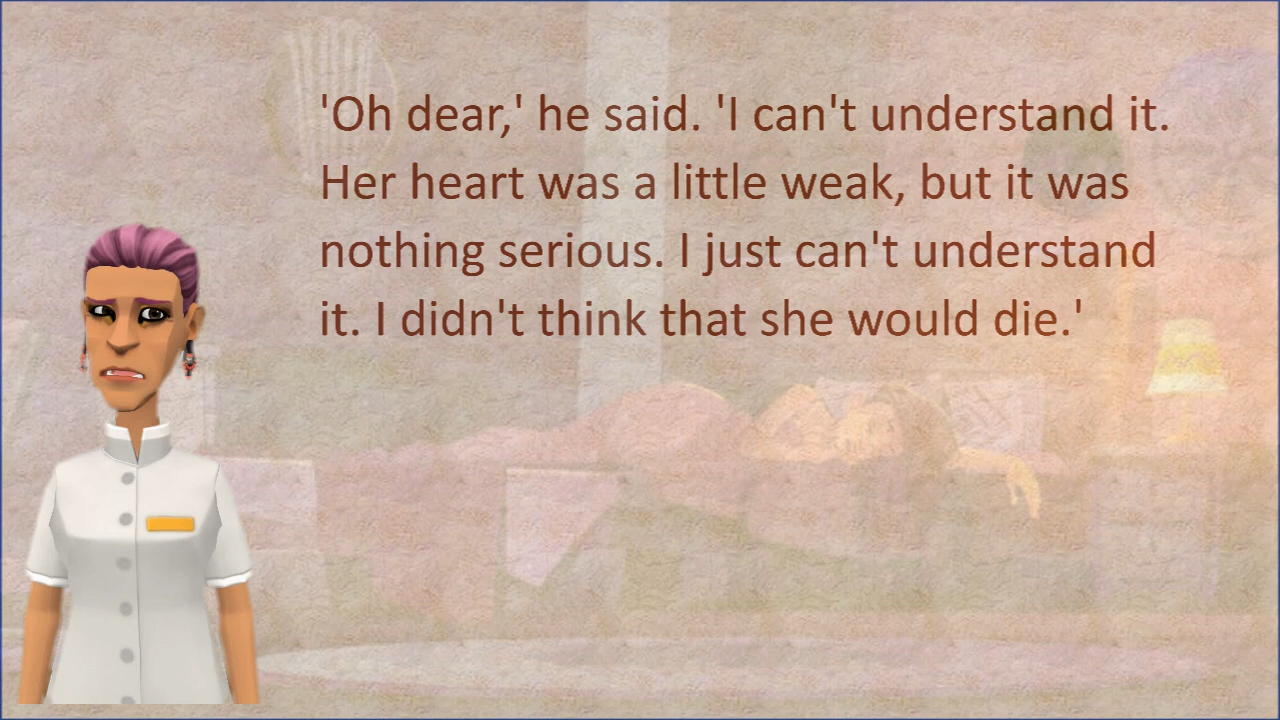 'Oh dear,' he said. 'I can't understand it.
Her heart was a little weak, but it was
nothing serious. I just can't understand
it. I didn't think that she would die.'